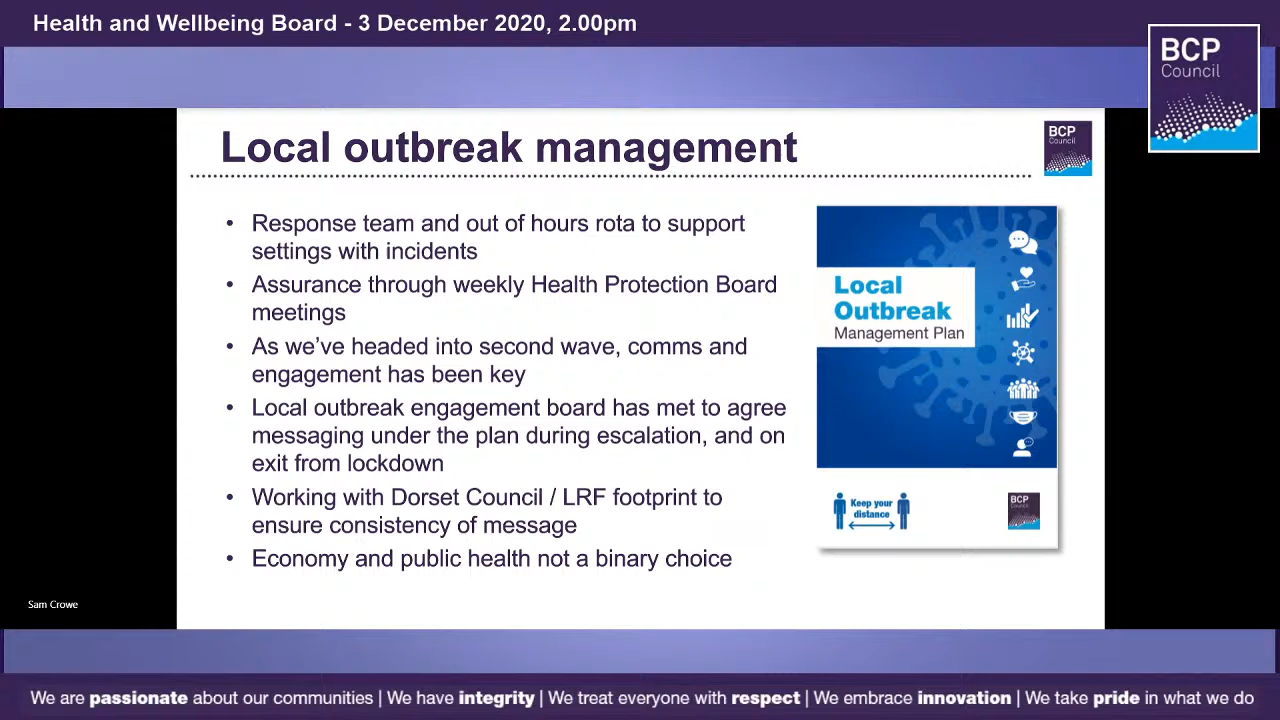 Health and Wellbeing Board - 3 December 2020, 2.00pm
BCP
Council
Local outbreak management
BCP
Council
• Response team and out of hours rota to support
settings with incidents
• Assurance through weekly Health Protection Board
meetings
• As we’ve headed into second wave, comms and
engagement has been key
• Local outbreak engagement board has met to agree
messaging under the plan during escalation, and on
exit from lockdown
• Working with Dorset Council / LRF footprint to
ensure consistency of message
• Economy and public health not a binary choice
Local
Outbreak
Management Plan
Keep your
distance
BCP
Council
Sam Crowe
We are passionate about our communities | We have integrity | We treat everyone with respect | We embrace innovation | We take pride in what we do